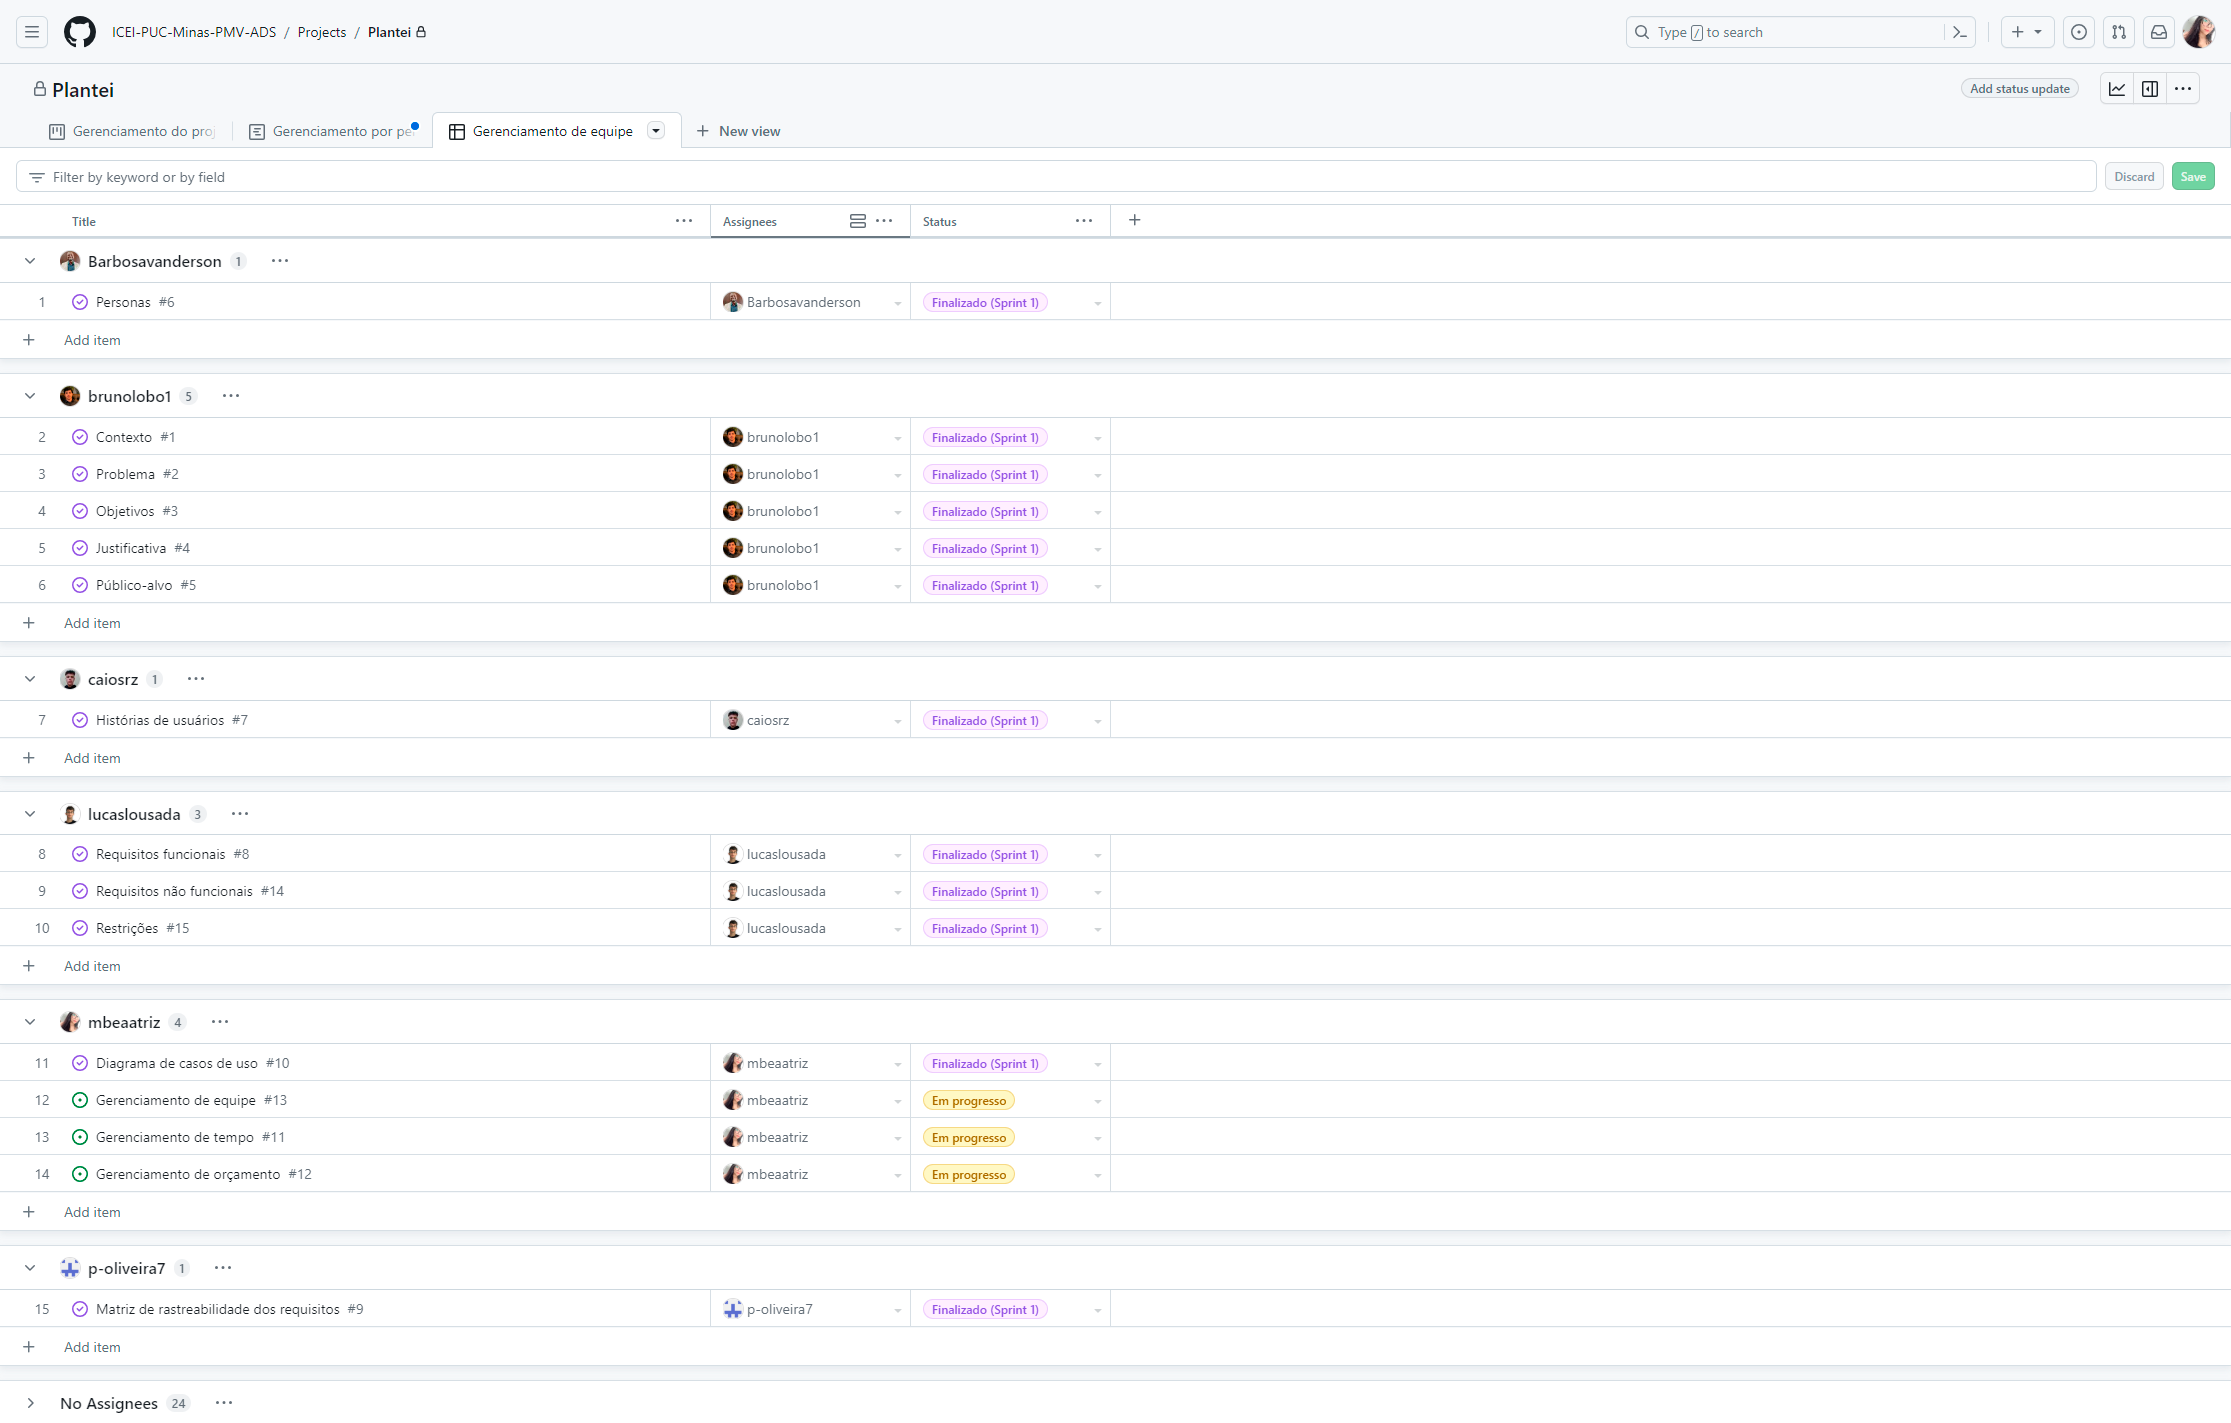 ICEI-PUC-Minas-PMV-ADS / Projects / Plantei
Type / to search
Plantei
Add status update
Gerenciamento do proj
Gerenciamento por pe
Gerenciamento de equipe
New view
Filter by keyword or by field
Discard
Save
Title
Assignees
Status
Barbosavanderson 1
1 Personas #6 Barbosavanderson Finalizado (Sprint 1)
Add item
brunolobo1 5
2 Contexto #1 brunolobo1 Finalizado (Sprint 1)
3 Problema #2 brunolobo1 Finalizado (Sprint 1)
4 Objetivos #3 brunolobo1 Finalizado (Sprint 1)
5 Justificativa #4 brunolobo1 Finalizado (Sprint 1)
6 Público-alvo #5 brunolobo1 Finalizado (Sprint 1)
Add item
caiosrz 1
7 Histórias de usuários #7 caiosrz Finalizado (Sprint 1)
Add item
lucaslousada 3
8 Requisitos funcionais #8 lucaslousada Finalizado (Sprint 1)
9 Requisitos não funcionais #14 lucaslousada Finalizado (Sprint 1)
10 Restrições #15 lucaslousada Finalizado (Sprint 1)
Add item
mbeaatriz 4
11 Diagrama de casos de uso #10 mbeaatriz Finalizado (Sprint 1)
12 Gerenciamento de equipe #13 mbeaatriz Em progresso
13 Gerenciamento de tempo #11 mbeaatriz Em progresso
14 Gerenciamento de orçamento #12 mbeaatriz Em progresso
Add item
p-oliveira7 1
15 Matriz de rastreabilidade dos requisitos #9 p-oliveira7 Finalizado (Sprint 1)
Add item
No Assignees 24